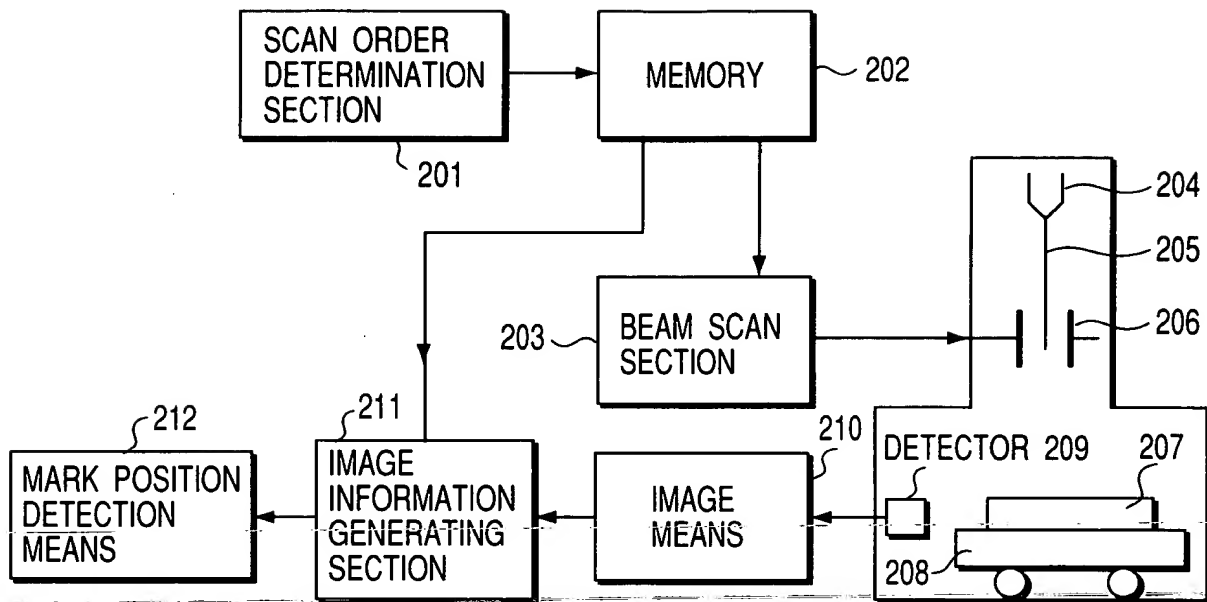 SCAN ORDER
DETERMINATION
SECTION
201
MEMORY
202
204
205
206
203
BEAM SCAN
SECTION
212
MARK POSITION
DETECTION
MEANS
211
IMAGE
INFORMATION
GENERATING
SECTION
210
IMAGE
MEANS
DETECTOR 209
207
208